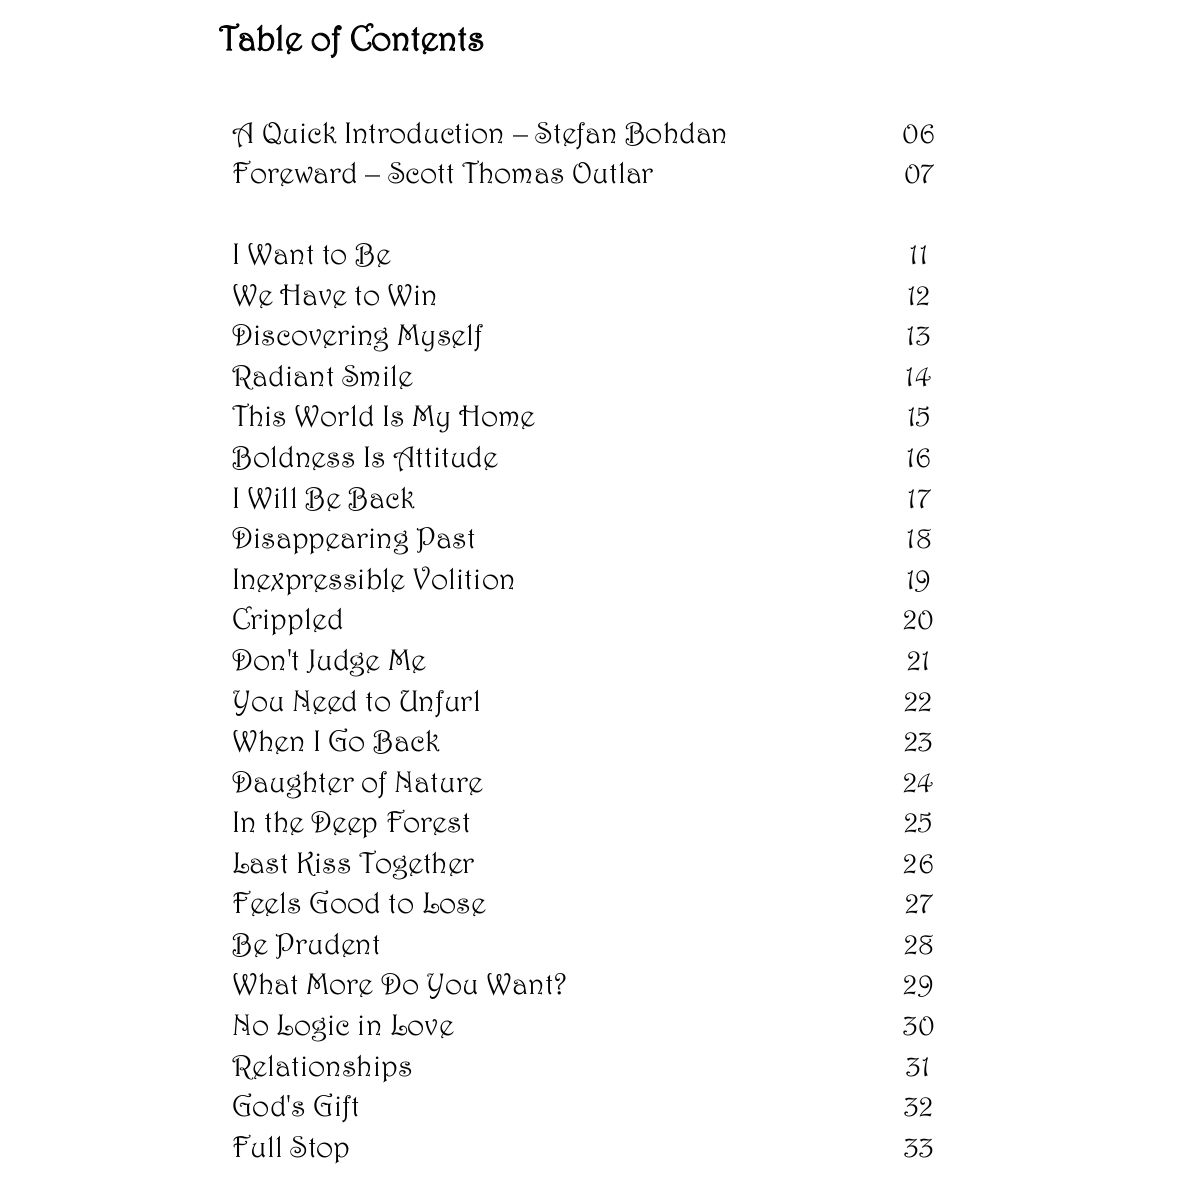 Table of Contents
A Quick Introduction – Stefan Bohdan 06
Foreward – Scott Thomas Outlar 07
I Want to Be 11
We Have to Win 12
Discovering Myself 13
Radiant Smile 14
This World Is My Home 15
Boldness Is Attitude 16
I Will Be Back 17
Disappearing Past 18
Inexpressible Volition 19
Crippled 20
Don't Judge Me 21
You Need to Unfurl 22
When I Go Back 23
Daughter of Nature 24
In the Deep Forest 25
Last Kiss Together 26
Feels Good to Lose 27
Be Prudent 28
What More Do You Want? 29
No Logic in Love 30
Relationships 31
God's Gift 32
Full Stop 33